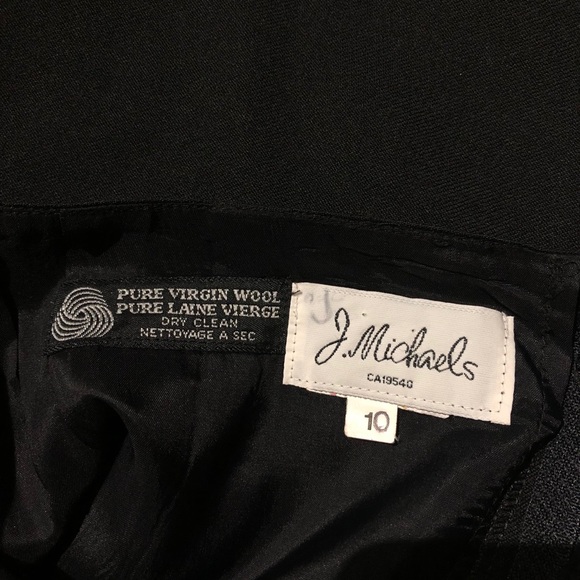 PURE VIRGIN WOOL
PURE LAINE VIERGE
DRY CLEAN
NETTOYAGE A SEC
J
J. Michaels
CA19540
10